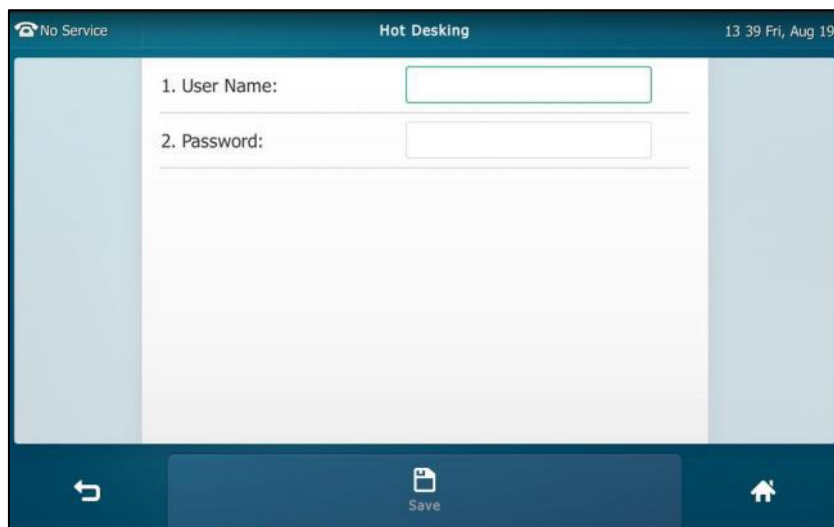 No Service
Hot Desking
13 39 Fri, Aug 19
1. User Name:
2. Password:
Save